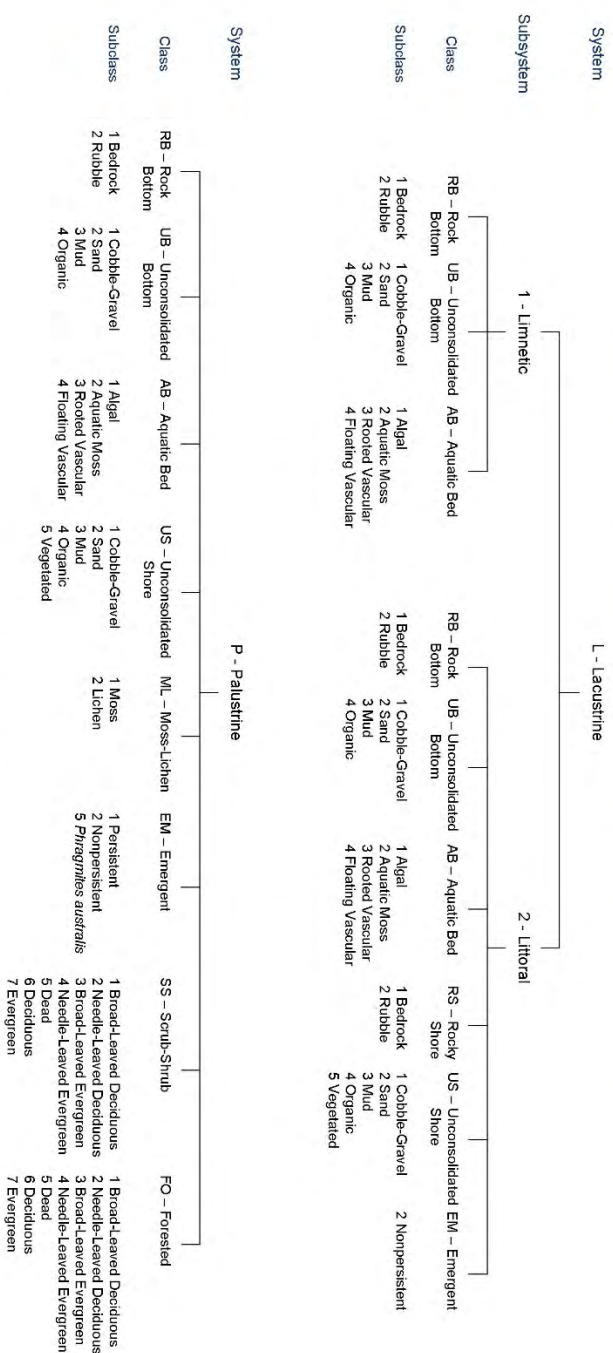 System
L - Lacustrine
Subsystem
1 - Limnetic
2 - Littoral
Class
RB – Rock
Bottom
UB – Unconsolidated
Bottom
AB – Aquatic Bed
RB – Rock
Bottom
UB – Unconsolidated
Bottom
AB – Aquatic Bed
RS – Rocky
Shore
US – Unconsolidated
Shore
EM – Emergent
Subclass
1 Bedrock
2 Rubble
1 Cobble-Gravel
2 Sand
3 Mud
4 Organic
1 Algal
2 Aquatic Moss
3 Rooted Vascular
4 Floating Vascular
1 Bedrock
2 Rubble
1 Cobble-Gravel
2 Sand
3 Mud
4 Organic
1 Algal
2 Aquatic Moss
3 Rooted Vascular
4 Floating Vascular
1 Bedrock
2 Rubble
1 Cobble-Gravel
2 Sand
3 Mud
4 Organic
5 Vegetated
2 Nonpersistent
System
P - Palustrine
Class
RB – Rock
Bottom
UB – Unconsolidated
Bottom
AB – Aquatic Bed
US – Unconsolidated
Shore
ML – Moss-Lichen
EM – Emergent
SS – Scrub-Shrub
FO – Forested
Subclass
1 Bedrock
2 Rubble
1 Cobble-Gravel
2 Sand
3 Mud
4 Organic
1 Algal
2 Aquatic Moss
3 Rooted Vascular
4 Floating Vascular
1 Cobble-Gravel
2 Sand
3 Mud
4 Organic
5 Vegetated
1 Moss
2 Lichen
1 Persistent
2 Nonpersistent
5 Phragmites australis
1 Broad-Leaved Deciduous
2 Needle-Leaved Deciduous
3 Broad-Leaved Evergreen
4 Needle-Leaved Evergreen
5 Dead
6 Deciduous
7 Evergreen
1 Broad-Leaved Deciduous
2 Needle-Leaved Deciduous
3 Broad-Leaved Evergreen
4 Needle-Leaved Evergreen
5 Dead
6 Deciduous
7 Evergreen